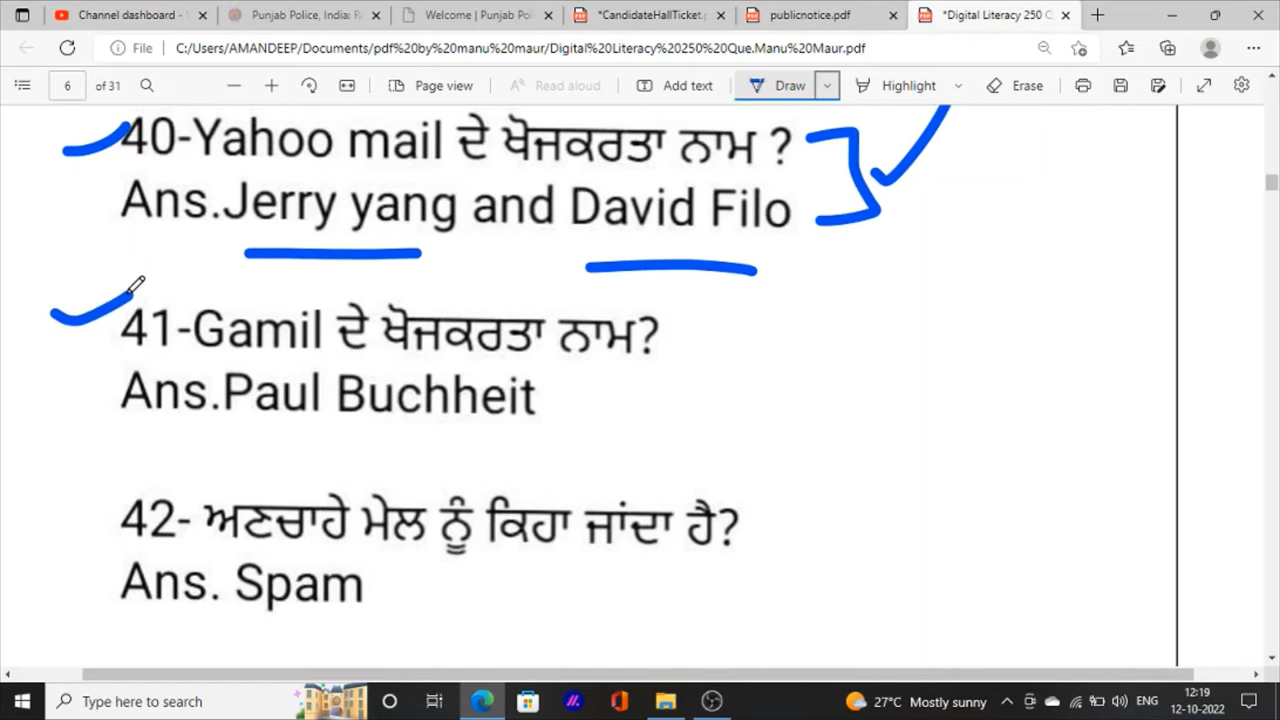 Channel dashboard -
Punjab Police, India: R
Welcome | Punjab Pol
*CandidateHallTicket.p
publicnotice.pdf
*Digital Literacy 250 Q
File
C:/Users/AMANDEEP/Documents/pdf%20by%20manu%20maur/Digital%20Literacy%20250%20Que.Manu%20Maur.pdf
6 of 31
Page view
Read aloud
Add text
Draw
Highlight
Erase
40-Yahoo mail ਦੇ ਖੋਜਕਰਤਾ ਨਾਮ ?
Ans.Jerry yang and David Filo
41-Gamil ਦੇ ਖੋਜਕਰਤਾ ਨਾਮ?
Ans.Paul Buchheit
42- ਅਣਚਾਹੇ ਮੇਲ ਨੂੰ ਕਿਹਾ ਜਾਂਦਾ ਹੈ?
Ans. Spam
Type here to search
27°C Mostly sunny
ENG
12:19
12-10-2022